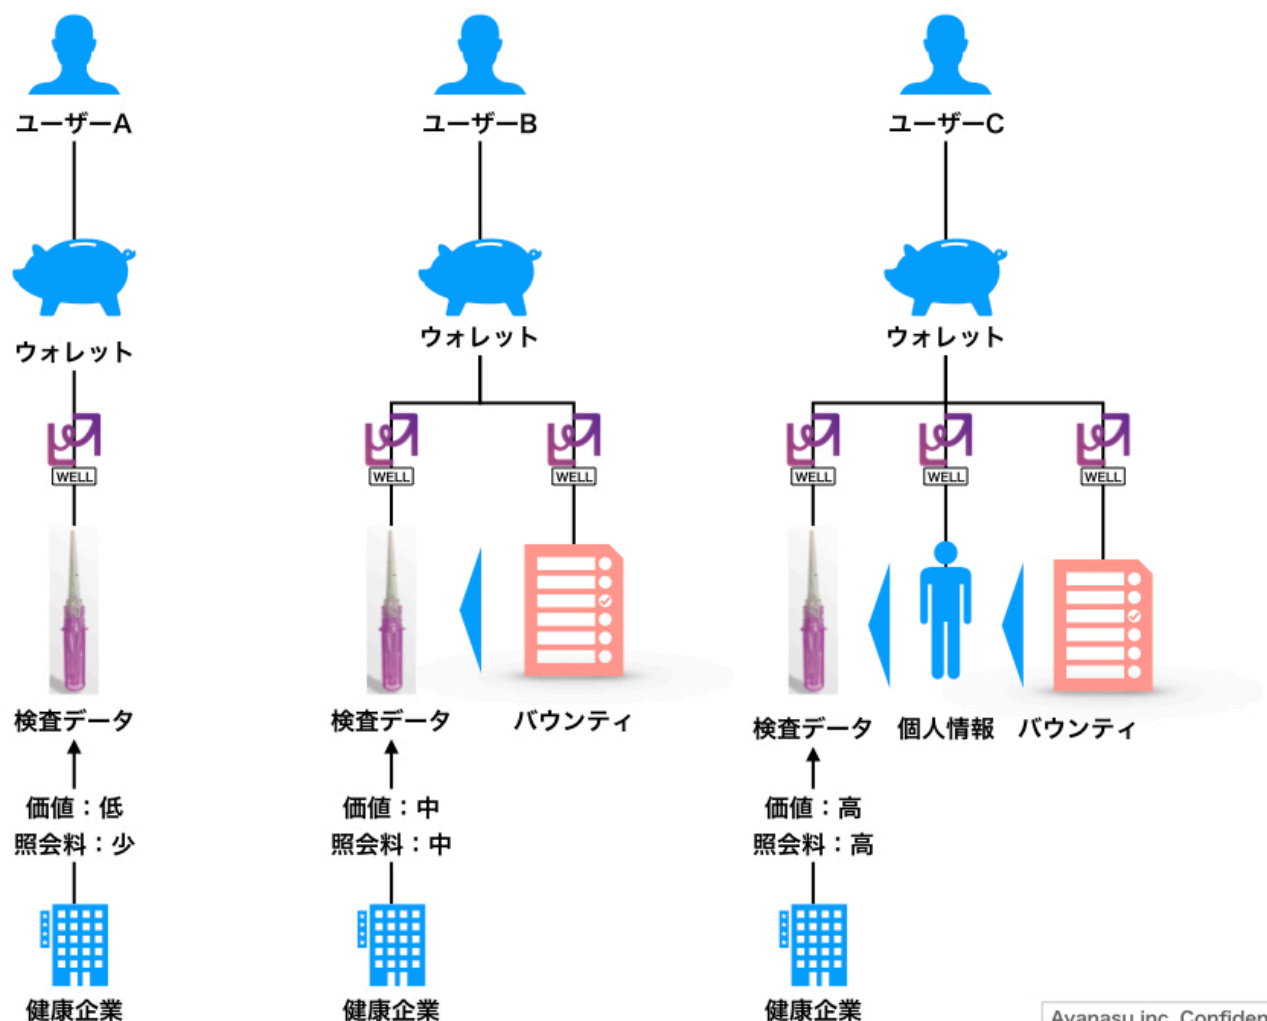 ユーザーA
ユーザーB
ユーザーC
ウォレット
ウォレット
ウォレット
WELL
WELL
WELL
WELL
WELL
WELL
検査データ
検査データ
バウンティ
検査データ
個人情報
バウンティ
価値：低
照会料：少
価値：中
照会料：中
価値：高
照会料：高
健康企業
健康企業
健康企業
Avanasu inc. Confiden